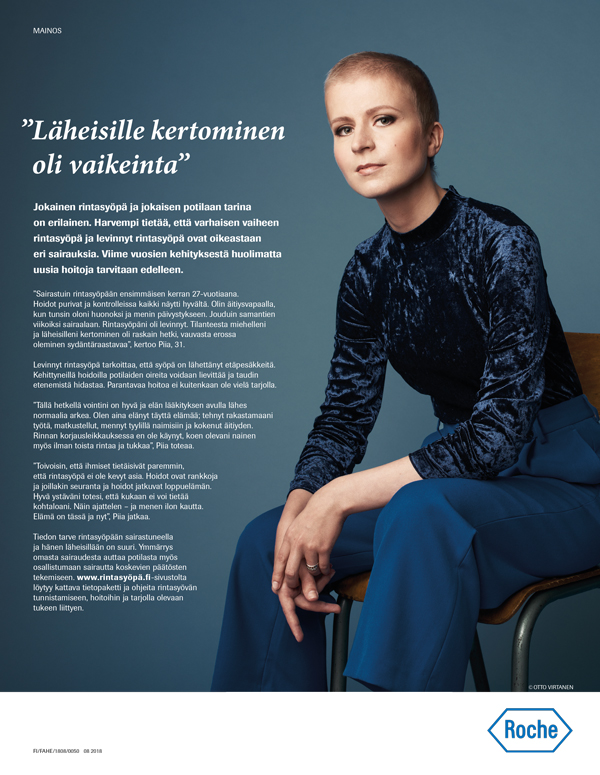 MAINOS
”Läheisille kertominen
oli vaikeinta”
Jokainen rintasyöpä ja jokaisen potilaan tarina
on erilainen. Harvempi tietää, että varhaisen vaiheen
rintasyöpä ja levinnyt rintasyöpä ovat oikeastaan
eri sairauksia. Viime vuosien kehityksestä huolimatta
uusia hoitoja tarvitaan edelleen.
”Sairastuin rintasyöpään ensimmäisen kerran 27-vuotiaana.
Hoidot purivat ja kontrolleissa kaikki näytti hyvältä. Olin äitiysvapaalla,
kun tunsin oloni huonoksi ja menin päivystykseen. Jouduin samantien
viikoiksi sairaalaan. Rintasyöpäni oli levinnyt. Tilanteesta miehelleni
ja läheisilleni kertominen oli raskain hetki, vauvasta erossa
oleminen sydäntäraastavaa”, kertoo Piia, 31.
Levinnyt rintasyöpä tarkoittaa, että syöpä on lähettänyt etäpesäkkeitä.
Kehittyneillä hoidoilla potilaiden oireita voidaan lievittää ja taudin
etenemistä hidastaa. Parantavaa hoitoa ei kuitenkaan ole vielä tarjolla.
”Tällä hetkellä vointini on hyvä ja elän lääkityksen avulla lähes
normaalia arkea. Olen aina elänyt täyttä elämää; tehnyt rakastamaani
työtä, matkustellut, mennyt tyylillä naimisiin ja kokenut äitiyden.
Rinnan korjausleikkauksessa en ole käynyt, koen olevani nainen
myös ilman toista rintaa ja tukkaa”, Piia toteaa.
”Toivoisin, että ihmiset tietäisivät paremmin,
että rintasyöpä ei ole kevyt asia. Hoidot ovat rankkoja
ja joillakin seuranta ja hoidot jatkuvat loppuelämän.
Hyvä ystäväni totesi, että kukaan ei voi tietää
kohtaloani. Näin ajattelen – ja menen ilon kautta.
Elämä on tässä ja nyt”, Piia jatkaa.
Tiedon tarve rintasyöpään sairastuneella
ja hänen läheisillään on suuri. Ymmärrys
omasta sairaudesta auttaa potilasta myös
osallistumaan sairautta koskevien päätösten
tekemiseen. www.rintasyöpä.fi-sivustolta
löytyy kattava tietopaketti ja ohjeita rintasyövän
tunnistamiseen, hoitoihin ja tarjolla olevaan
tukeen liittyen.
© OTTO VIRTANEN
Roche
FI/FAHE/1808/0050 08 2018